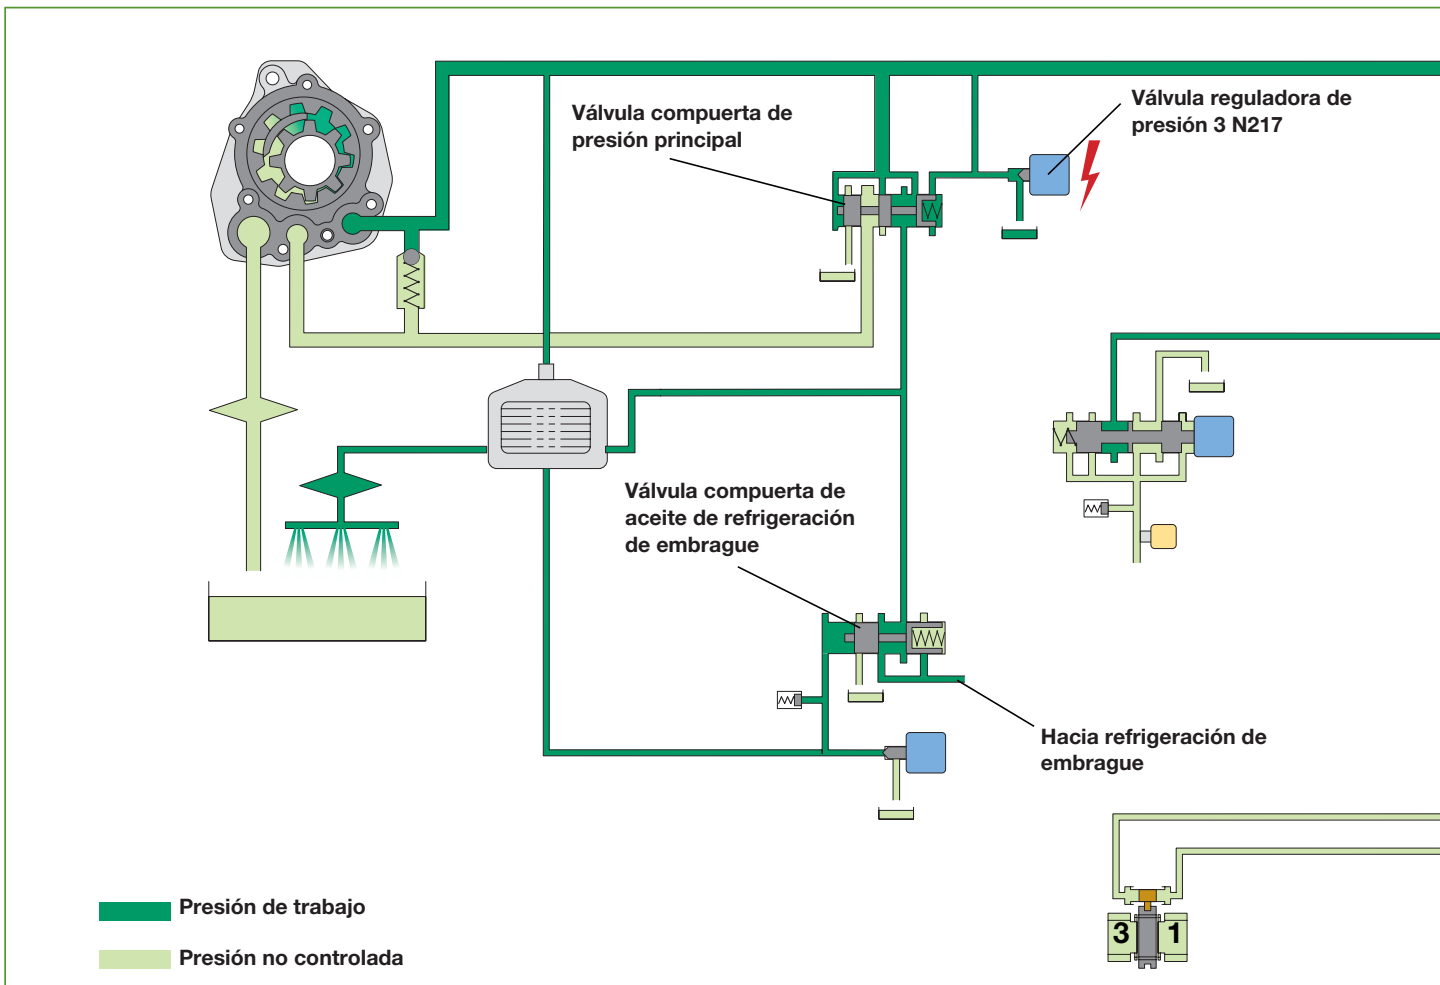 Válvula compuerta de
presión principal
Válvula reguladora de
presión 3 N217
Válvula compuerta de
aceite de refrigeración
de embrague
Hacia refrigeración de
embrague
Presión de trabajo
Presión no controlada
3 1